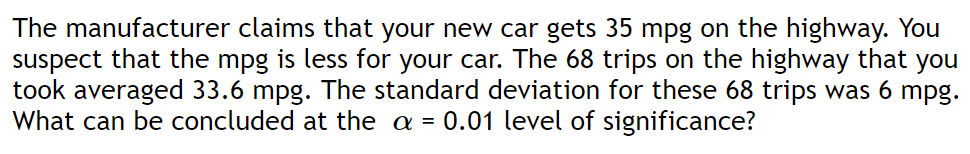 The manufacturer claims that your new car gets 35 mpg on the highway. You
suspect that the mpg is less for your car. The 68 trips on the highway that you
took averaged 33.6 mpg. The standard deviation for these 68 trips was 6 mpg.
What can be concluded at the α = 0.01 level of significance?